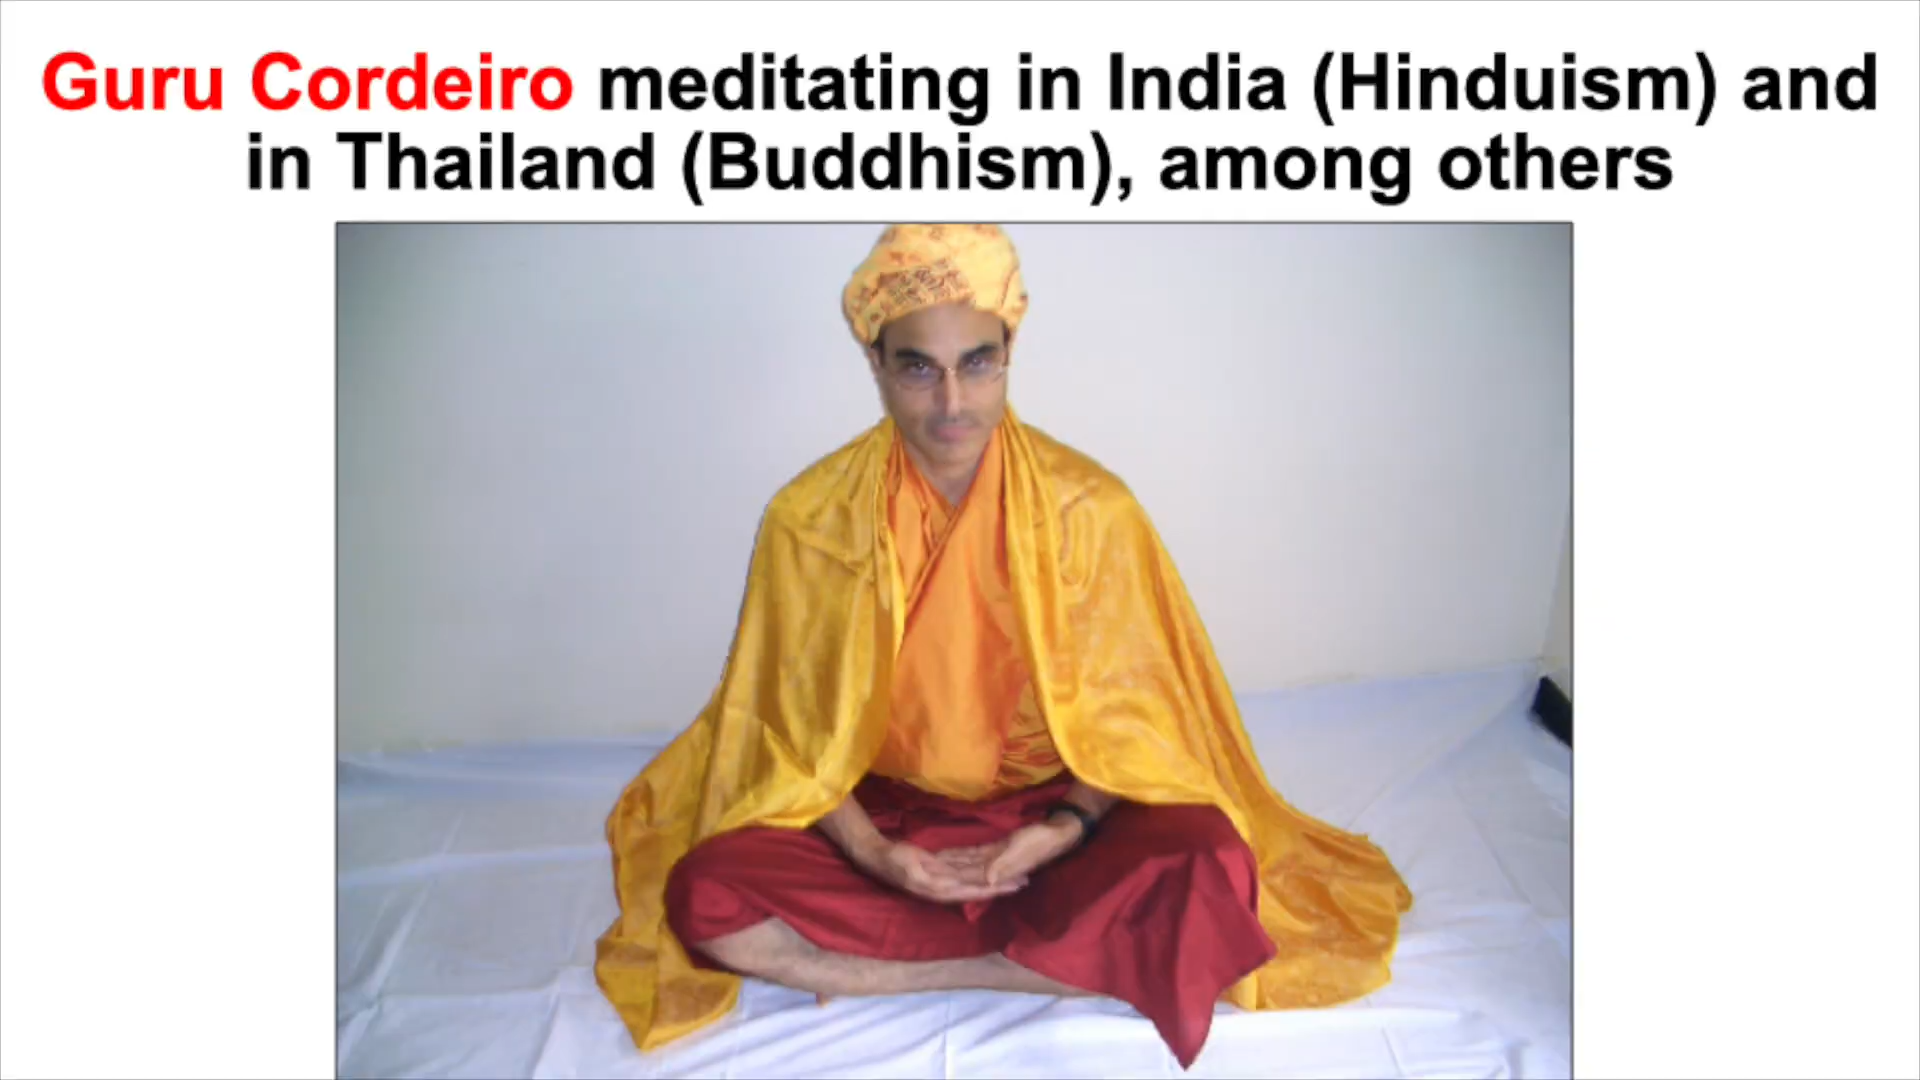 Guru Cordeiro meditating in India (Hinduism) and
in Thailand (Buddhism), among others